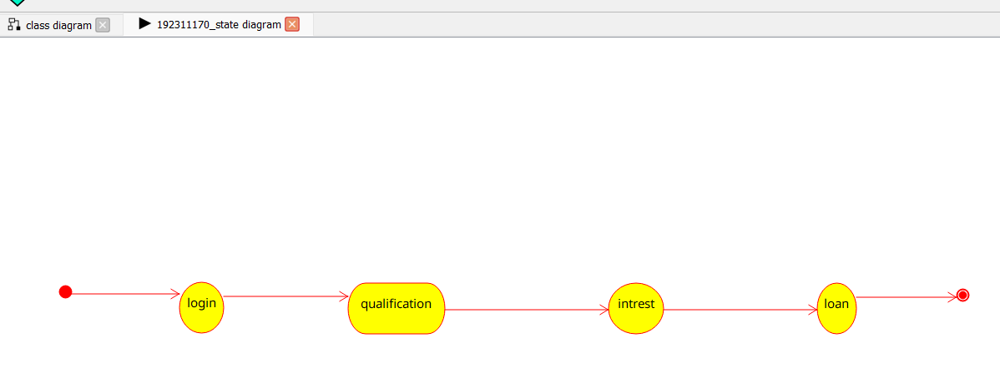 class diagram
192311170_state diagram
login
qualification
intrest
loan